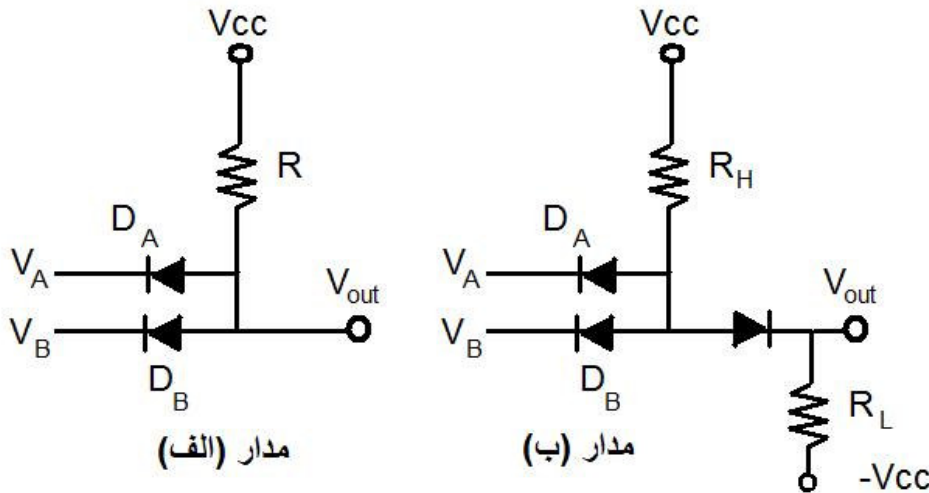 Vcc
R
D_A
V_A
V_B
D_B
V_out
مدار (الف)
Vcc
R_H
D_A
V_A
V_B
D_B
V_out
R_L
-Vcc
مدار (ب)